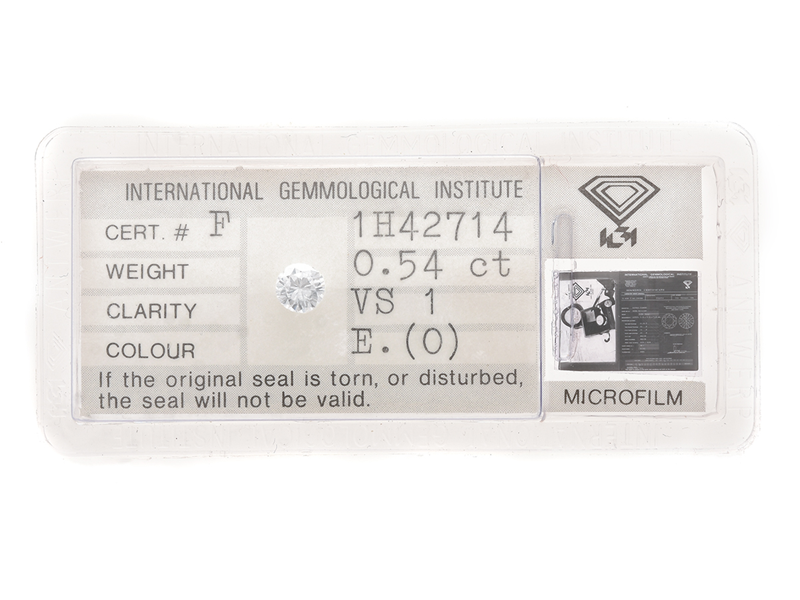 INTERNATIONAL GEMMOLOGICAL INSTITUTE
CERT. # F 1H42714
WEIGHT 0.54 ct
CLARITY VS 1
COLOUR E.(O)
If the original seal is torn, or disturbed,
the seal will not be valid.
IGI
MICROFILM